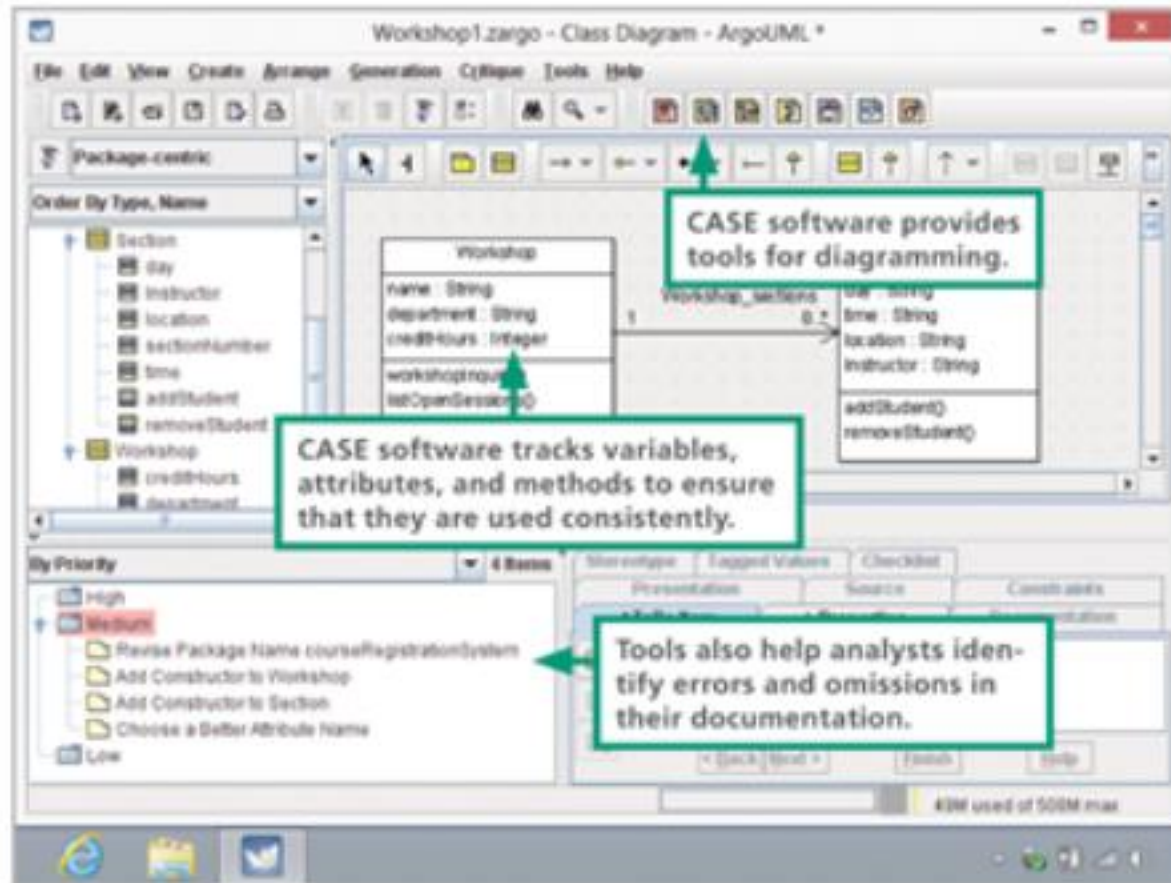 Workshop1.zargo - Class Diagram - ArgoUML *
File Edit View Create Arrange Generation Critique Tools Help
Package-centric
Order By Type, Name
Section
day
instructor
location
sectionNumber
time
addStudent
removeStudent
Workshop
creditHours
department
Workshop
name : String
department : String
creditHours : Integer
listOpenSessions()
Workshop_sections
1
0..*
time : String
location : String
instructor : String
addStudent()
removeStudent()
CASE software provides
tools for diagramming.
CASE software tracks variables,
attributes, and methods to ensure
that they are used consistently.
By Priority
4 Items
High
Medium
Revise Package Name courseRegistrationSystem
Add Constructor to Workshop
Add Constructor to Section
Choose a Better Attribute Name
Low
Stereotype Tagged Values Checklist
Presentation Source Constraints
Tools also help analysts iden-
tify errors and omissions in
their documentation.
< Back Next > Finish Help
49M used of 508M max